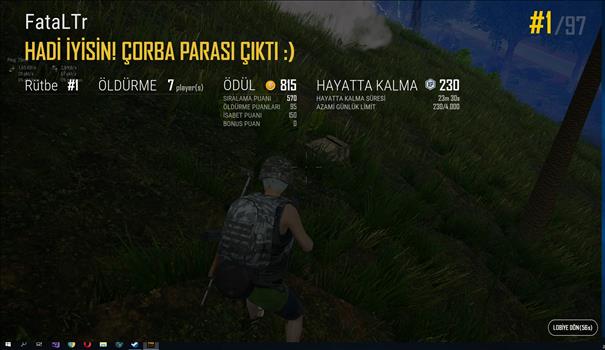 FataLTr
#1/97
HADİ İYİSİN! ÇORBA PARASI ÇIKTI :)
Rütbe #1 ÖLDÜRME 7 player(s) ÖDÜL 815 HAYATTA KALMA 230
SIRALAMA PUANI 570
ÖLDÜRME PUANLARI 95
İSABET PUANI 150
BONUS PUAN 0
HAYATTA KALMA SÜRESİ 23m 30s
AZAMİ GÜNLÜK LİMİT 230/4,000
LOBİYE DÖN(56s)